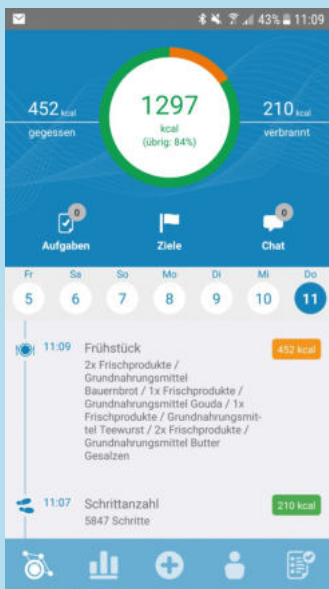 43% 11:09
452 kcal
gegessen
1297
kcal
(übrig: 84%)
210 kcal
verbrannt
0
Aufgaben
Ziele
0
Chat
Fr Sa So Mo Di Mi Do
5 6 7 8 9 10 11
11:09 Frühstück 452 kcal
2x Frischprodukte /
Grundnahrungsmittel
Bauernbrot / 1x Frischprodukte /
Grundnahrungsmittel Gouda / 1x
Frischprodukte / Grundnahrungsmit-
tel Teewurst / 2x Frischprodukte /
Grundnahrungsmittel Butter
Gesalzen
11:07 Schrittanzahl 210 kcal
5847 Schritte